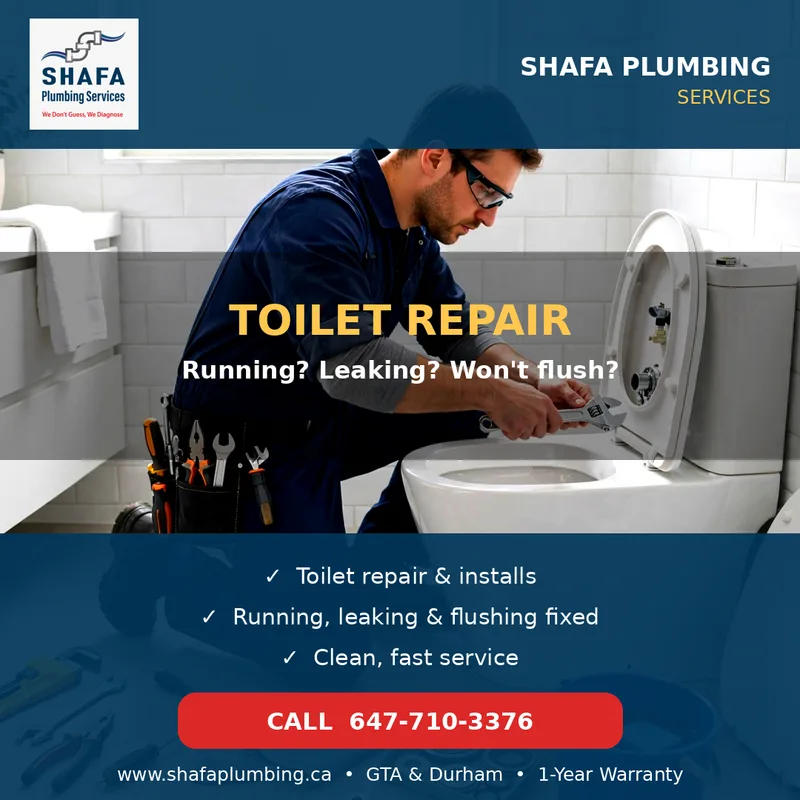 SHAFA
Plumbing Services
We Don't Guess, We Diagnose
SHAFA PLUMBING
SERVICES
TOILET REPAIR
Running? Leaking? Won't flush?
✓ Toilet repair & installs
✓ Running, leaking & flushing fixed
✓ Clean, fast service
CALL 647-710-3376
www.shafaplumbing.ca • GTA & Durham • 1-Year Warranty